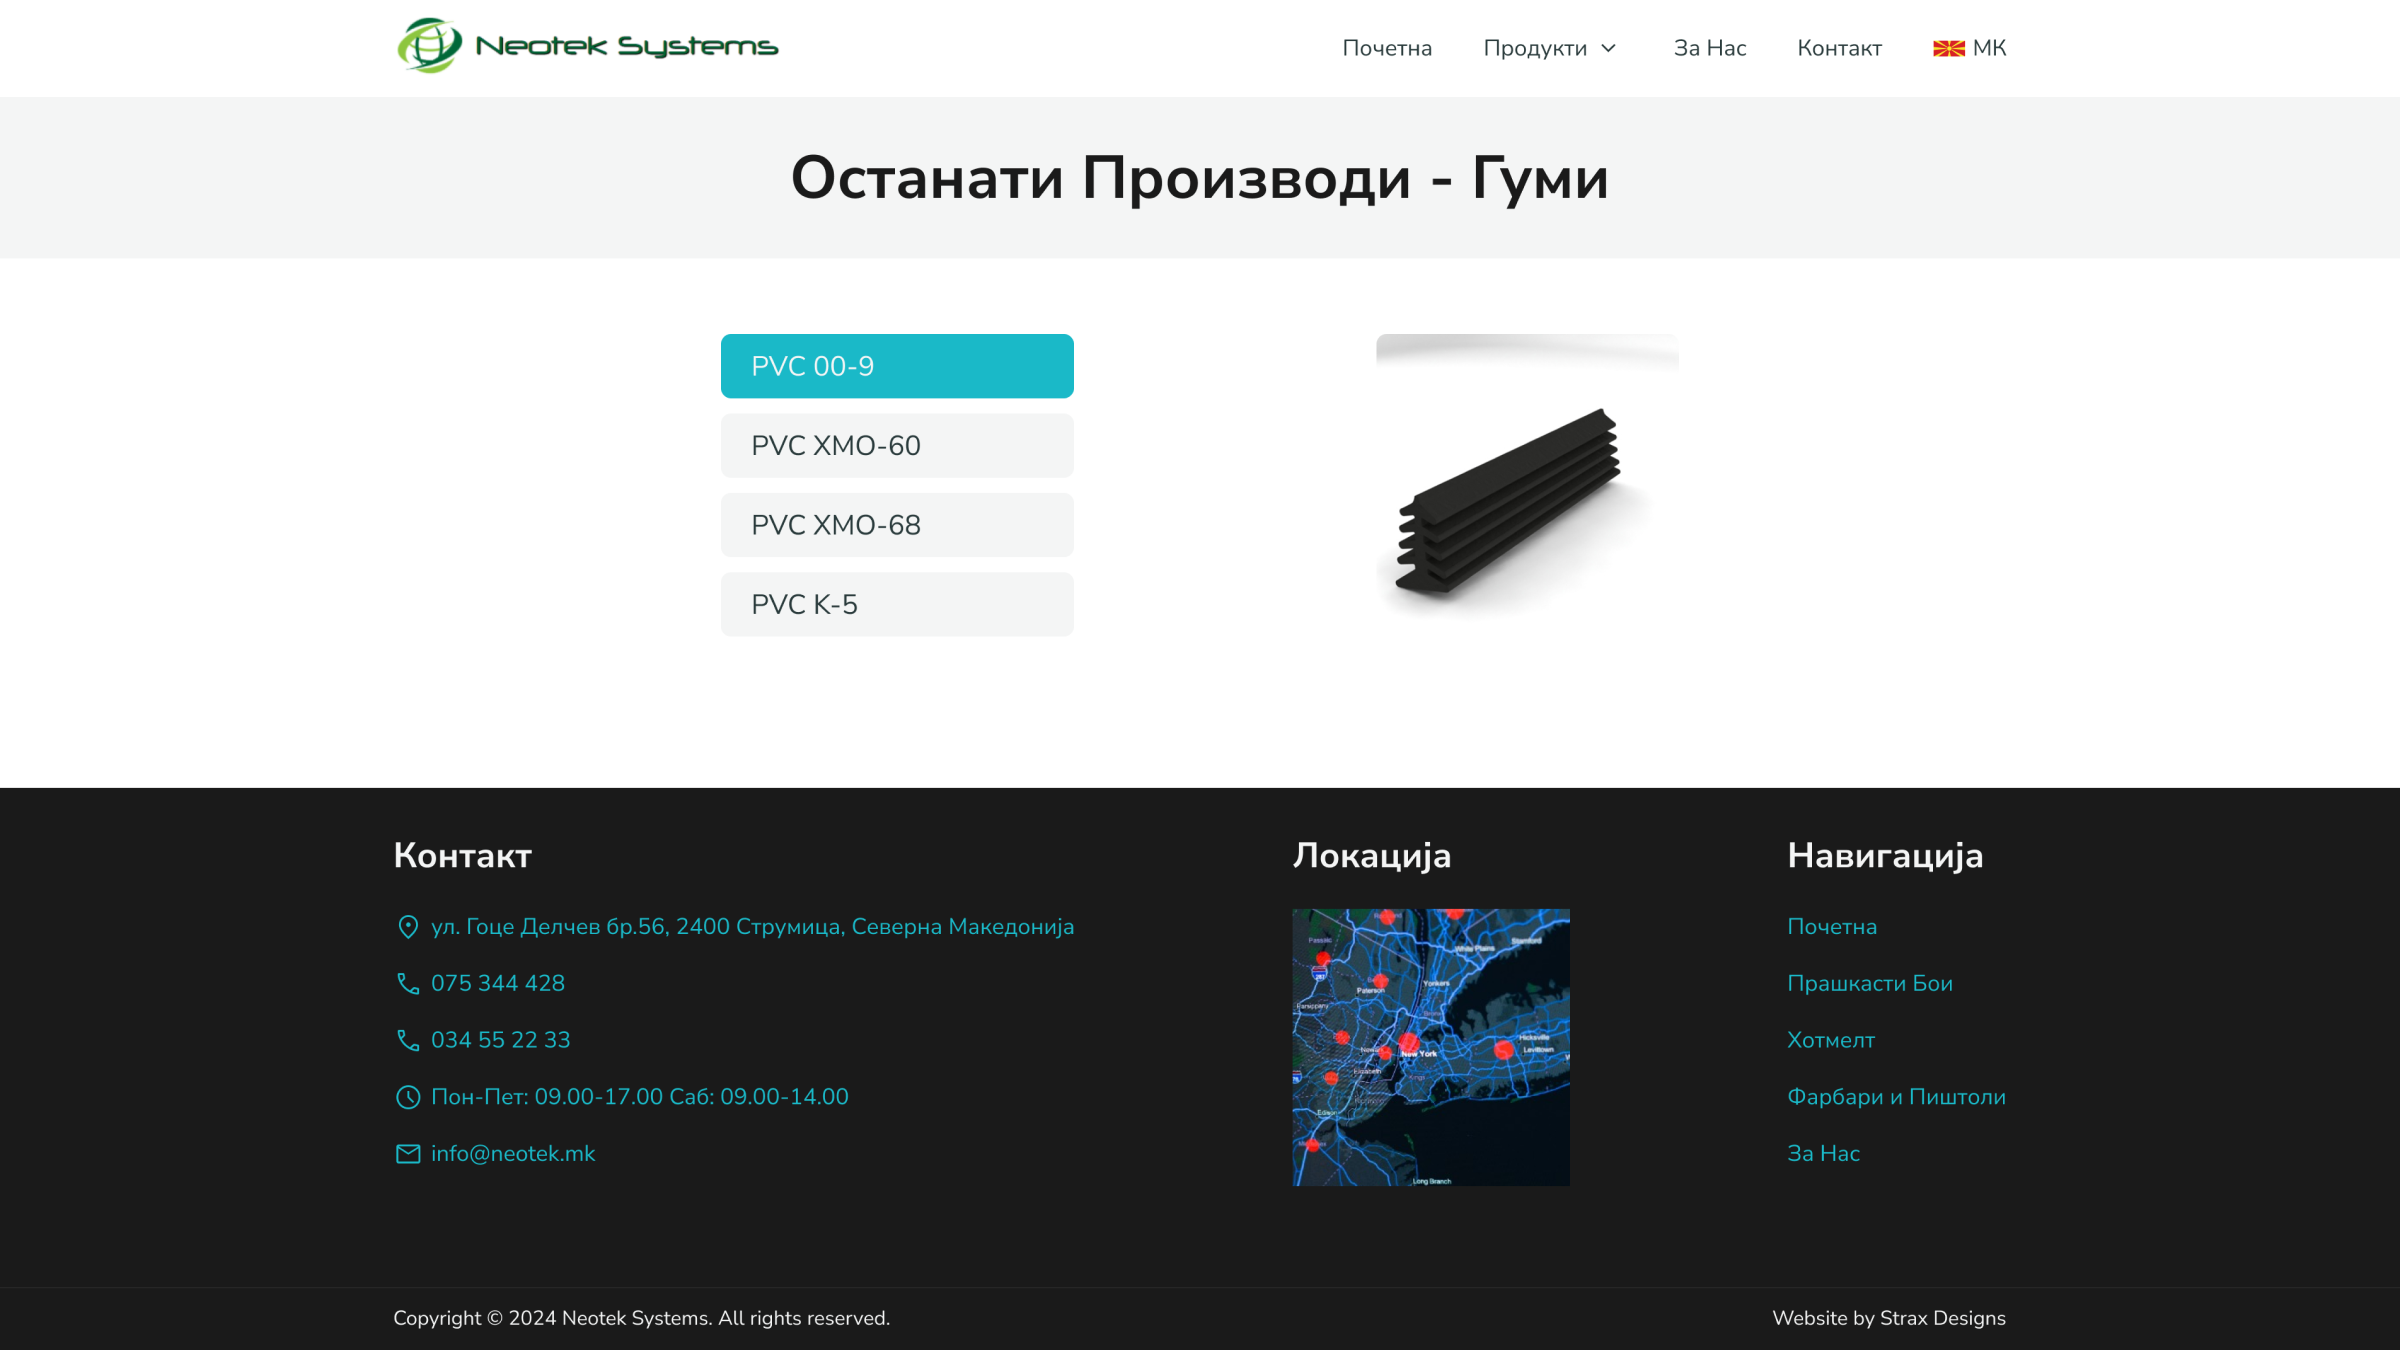 Neotek Systems
Почетна
Продукти
За Нас
Контакт
МК
Останати Производи - Гуми
PVC 00-9
PVC XMO-60
PVC XMO-68
PVC K-5
Контакт
ул. Гоце Делчев бр.56, 2400 Струмица, Северна Македонија
075 344 428
034 55 22 33
Пон-Пет: 09.00-17.00 Саб: 09.00-14.00
info@neotek.mk
Локација
Passaic
White Plains
Stamford
Paterson
Yonkers
Parsippany
Newark
New York
Hicksville
Levittown
Elizabeth
Kings
Edison
Long Branch
Навигација
Почетна
Прашкасти Бои
Хотмелт
Фарбари и Пиштоли
За Нас
Copyright © 2024 Neotek Systems. All rights reserved.
Website by Strax Designs